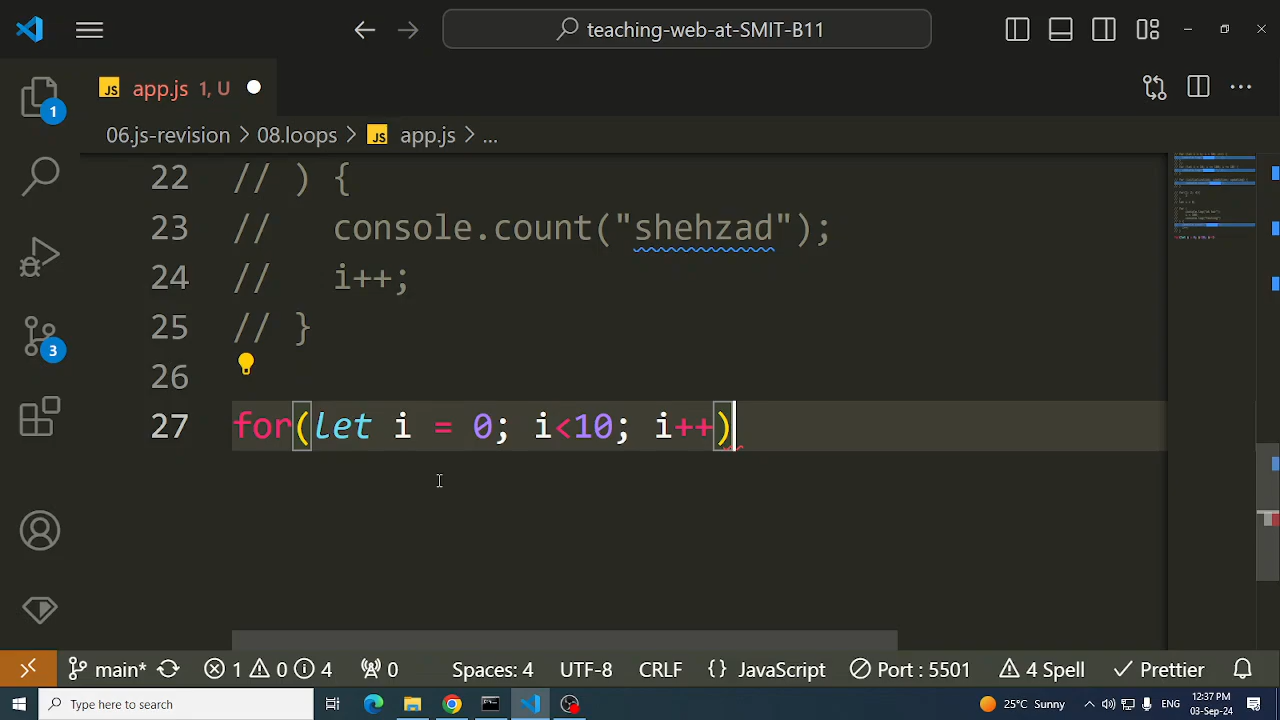 teaching-web-at-SMIT-B11
JS app.js 1, U
06.js-revision > 08.loops > JS app.js > ...
22 // ) {
23 // console.count("shehzad");
24 // i++;
25 // }
26
27 for(let i = 0; i<10; i++)
1
3
main* 1 0 4 0 Spaces: 4 UTF-8 CRLF {} JavaScript Port : 5501 4 Spell Prettier
Type here to search
25°C Sunny
12:37 PM
03-Sep-24